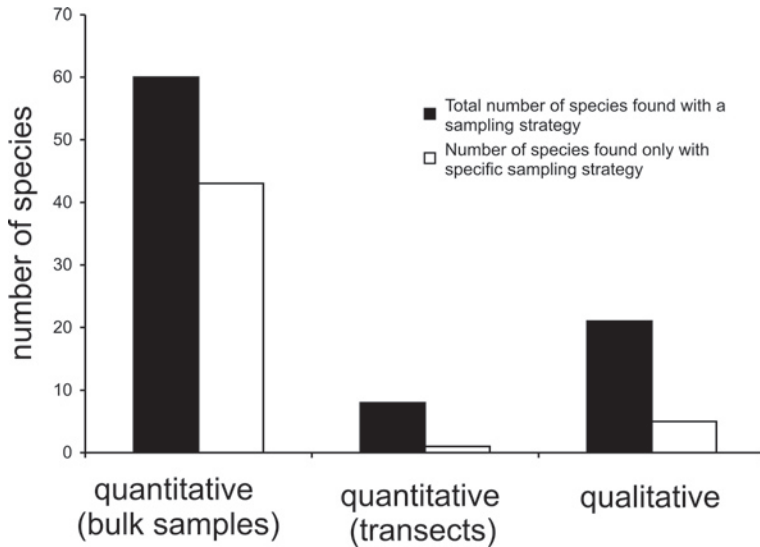 70
60
50
40
30
20
10
0
number of species
Total number of species found with a
sampling strategy
Number of species found only with
specific sampling strategy
quantitative
(bulk samples)
quantitative
(transects)
qualitative